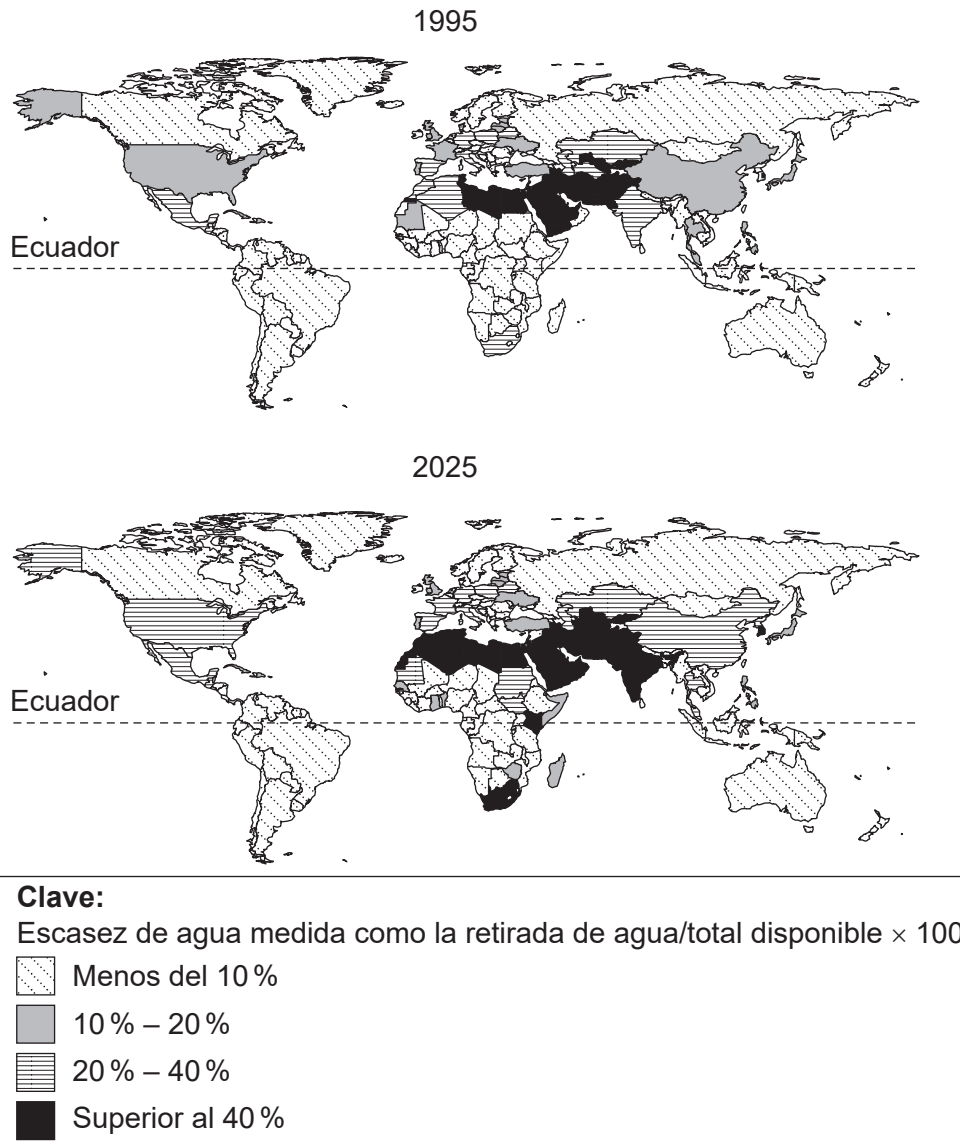 1995
Ecuador
2025
Ecuador
Clave:
Escasez de agua medida como la retirada de agua/total disponible × 100
Menos del 10 %
10 % – 20 %
20 % – 40 %
Superior al 40 %